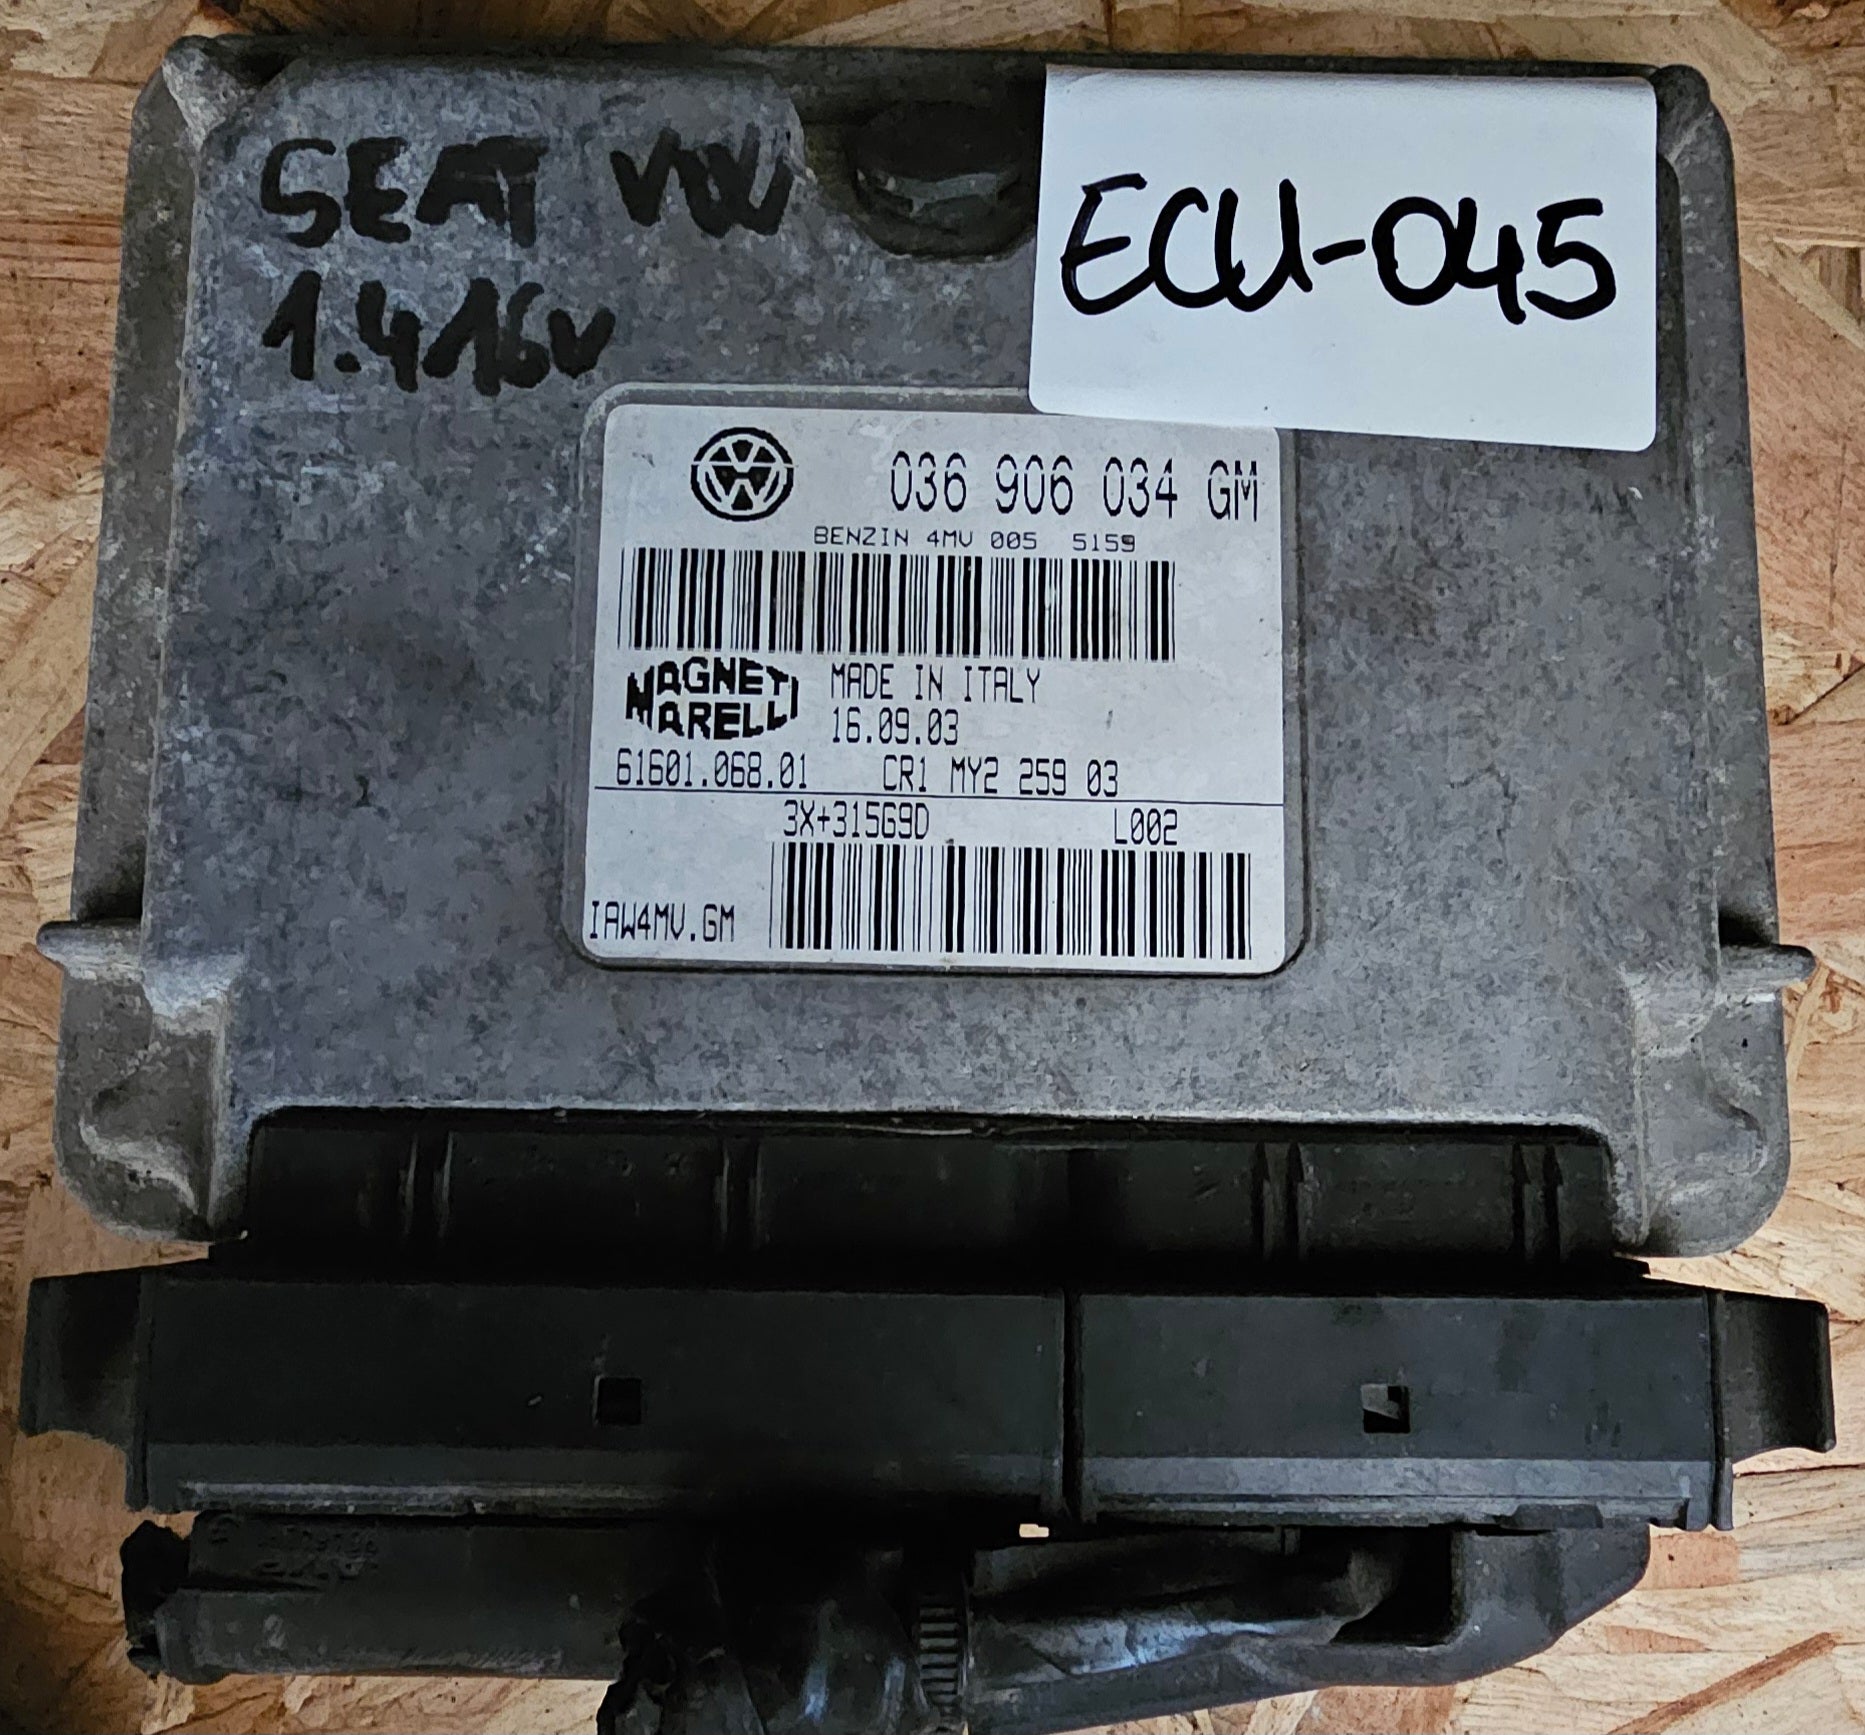 SEAT VW
1.4 16V
ECU-045
036 906 034 GM
BENZIN 4MV 005 5159
MAGNETI
MARELLI
MADE IN ITALY
16.09.03
61601.068.01 CR1 MY2 259 03
3X+315G9D L002
IAW4MV.GM